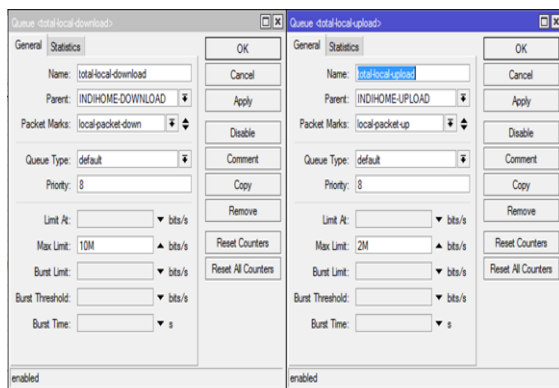 Queue <total-local-download>
General Statistics
Name: total-local-download
Parent: INDIHOME-DOWNLOAD
Packet Marks: local-packet-down
Queue Type: default
Priority: 8
Limit At: bits/s
Max Limit: 10M bits/s
Burst Limit: bits/s
Burst Threshold: bits/s
Burst Time: s
OK
Cancel
Apply
Disable
Comment
Copy
Remove
Reset Counters
Reset All Counters
enabled
Queue <total-local-upload>
General Statistics
Name: total-local-upload
Parent: INDIHOME-UPLOAD
Packet Marks: local-packet-up
Queue Type: default
Priority: 8
Limit At: bits/s
Max Limit: 2M bits/s
Burst Limit: bits/s
Burst Threshold: bits/s
Burst Time: s
OK
Cancel
Apply
Disable
Comment
Copy
Remove
Reset Counters
Reset All Counters
enabled